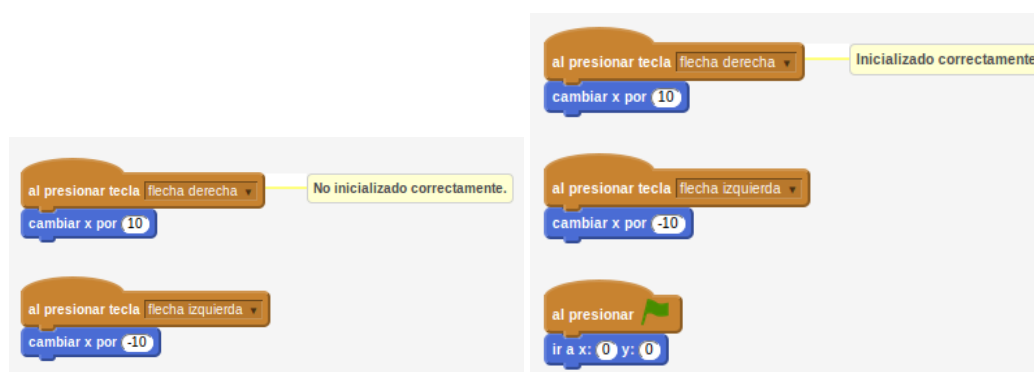 al presionar tecla flecha derecha
No inicializado correctamente.
cambiar x por 10
al presionar tecla flecha izquierda
cambiar x por -10
al presionar tecla flecha derecha
Inicializado correctamente
cambiar x por 10
al presionar tecla flecha izquierda
cambiar x por -10
al presionar
ir a x: 0 y: 0